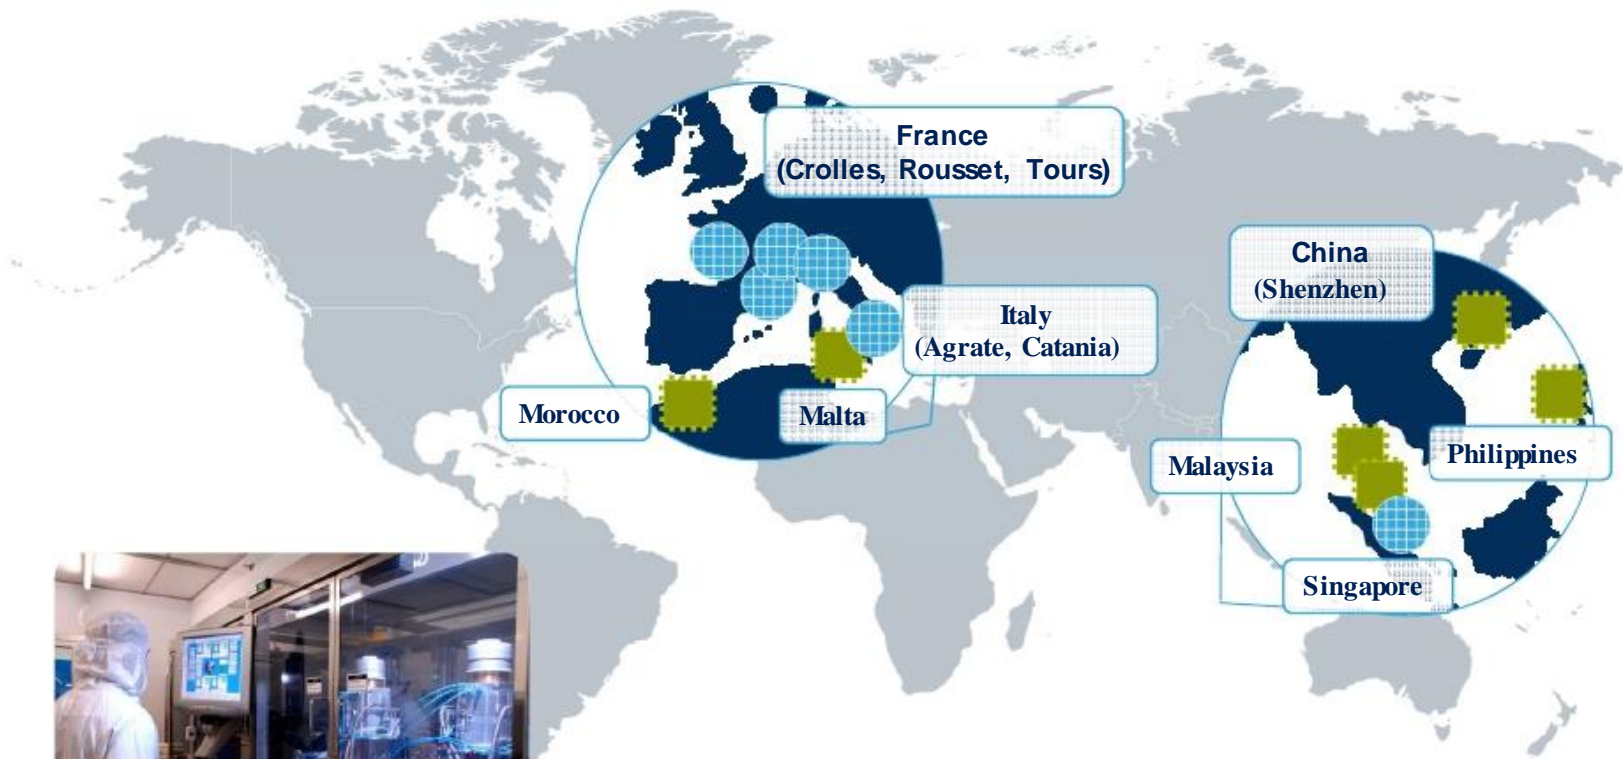 France
(Crolles, Rousset, Tours)
China
(Shenzhen)
Italy
(Agrate, Catania)
Morocco
Malta
Malaysia
Philippines
Singapore